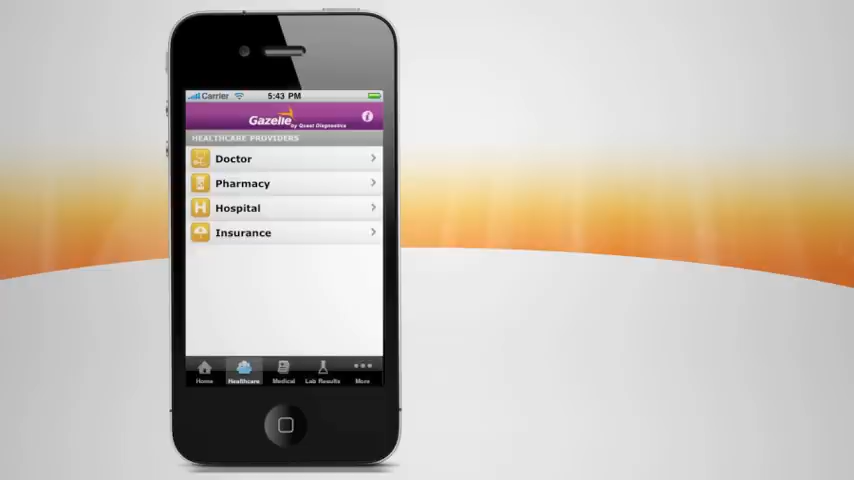 Carrier 5:43 PM
Gazelle
by Quest Diagnostics
HEALTHCARE PROVIDERS
Doctor
Pharmacy
H Hospital
Insurance
Home Healthcare Medical Lab Results More